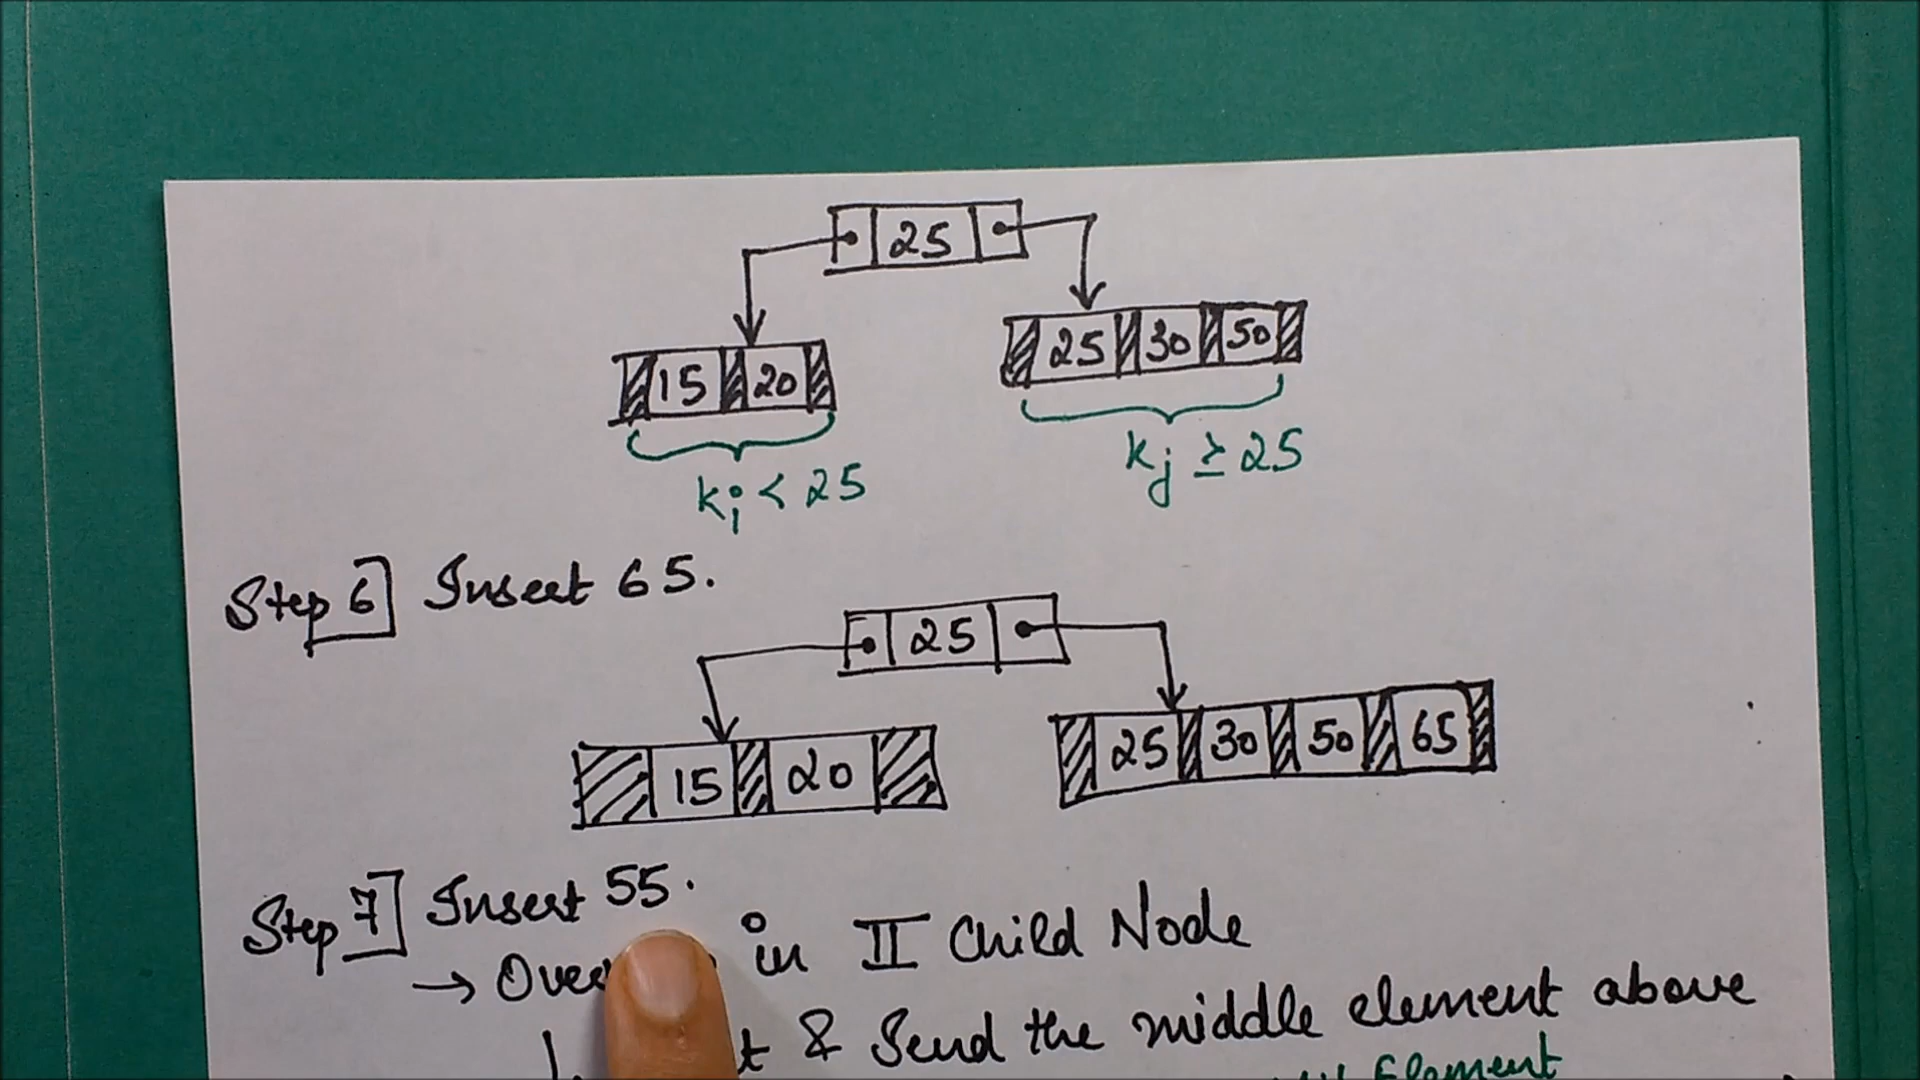 25
15 20
25 30 50
Ki < 25
Kj ≥ 25
Step 6] Insert 65.
25
15 20
25 30 50 65
Step 7] Insert 55.
→ in II Child Node
& Send the middle element above
Element